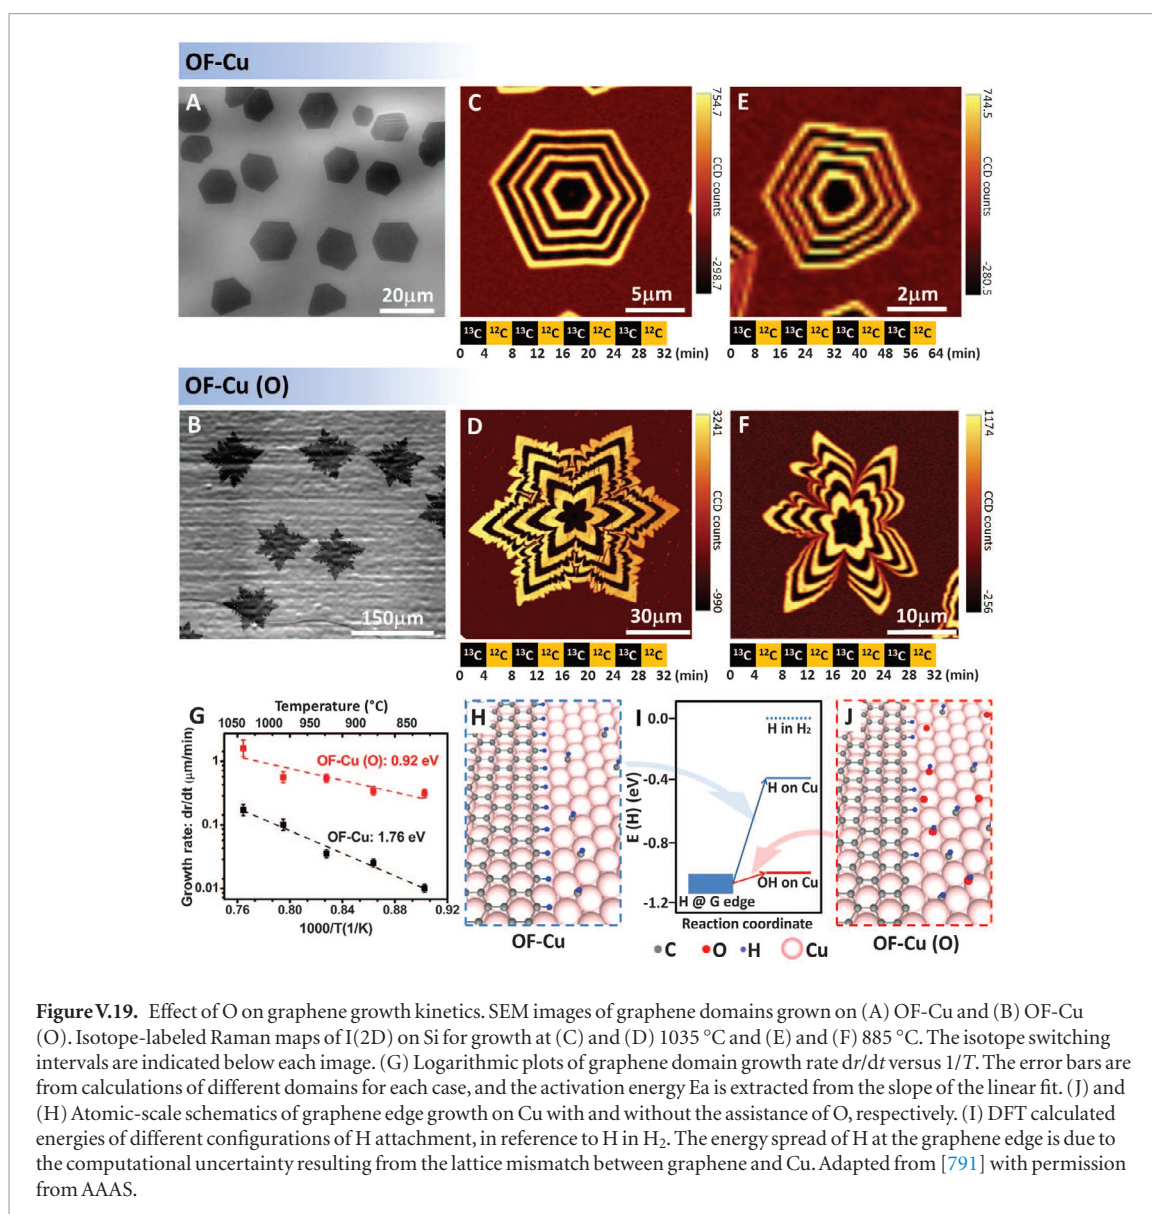 OF-Cu
A
20μm
C
5μm
754.7
CCD counts
-298.7
¹³C ¹²C ¹³C ¹²C ¹³C ¹²C ¹³C ¹²C
0 4 8 12 16 20 24 28 32 (min)
E
2μm
744.5
CCD counts
-280.5
¹³C ¹²C ¹³C ¹²C ¹³C ¹²C ¹³C ¹²C
0 8 16 24 32 40 48 56 64 (min)
OF-Cu (O)
B
150μm
D
30μm
3241
CCD counts
-990
¹³C ¹²C ¹³C ¹²C ¹³C ¹²C ¹³C ¹²C
0 4 8 12 16 20 24 28 32 (min)
F
10μm
1174
CCD counts
-256
¹³C ¹²C ¹³C ¹²C ¹³C ¹²C ¹³C ¹²C
0 4 8 12 16 20 24 28 32 (min)
G
Temperature (°C)
1040 980 930 880 850
Growth rate: dr/dt (μm/min)
1
0.1
0.01
OF-Cu (O): 0.92 eV
OF-Cu: 1.76 eV
0.76 0.80 0.84 0.88 0.92
1000/T(1/K)
H
OF-Cu
I
E (H) (eV)
0.0
-0.4
-0.8
-1.2
H in H₂
H on Cu
OH on Cu
H @ G edge
Reaction coordinate
J
OF-Cu (O)
C O H Cu
Figure V.19. Effect of O on graphene growth kinetics. SEM images of graphene domains grown on (A) OF-Cu and (B) OF-Cu
(O). Isotope-labeled Raman maps of I(2D) on Si for growth at (C) and (D) 1035 °C and (E) and (F) 885 °C. The isotope switching
intervals are indicated below each image. (G) Logarithmic plots of graphene domain growth rate dr/dt versus 1/T. The error bars are
from calculations of different domains for each case, and the activation energy Ea is extracted from the slope of the linear fit. (J) and
(H) Atomic-scale schematics of graphene edge growth on Cu with and without the assistance of O, respectively. (I) DFT calculated
energies of different configurations of H attachment, in reference to H in H₂. The energy spread of H at the graphene edge is due to
the computational uncertainty resulting from the lattice mismatch between graphene and Cu. Adapted from [791] with permission
from AAAS.